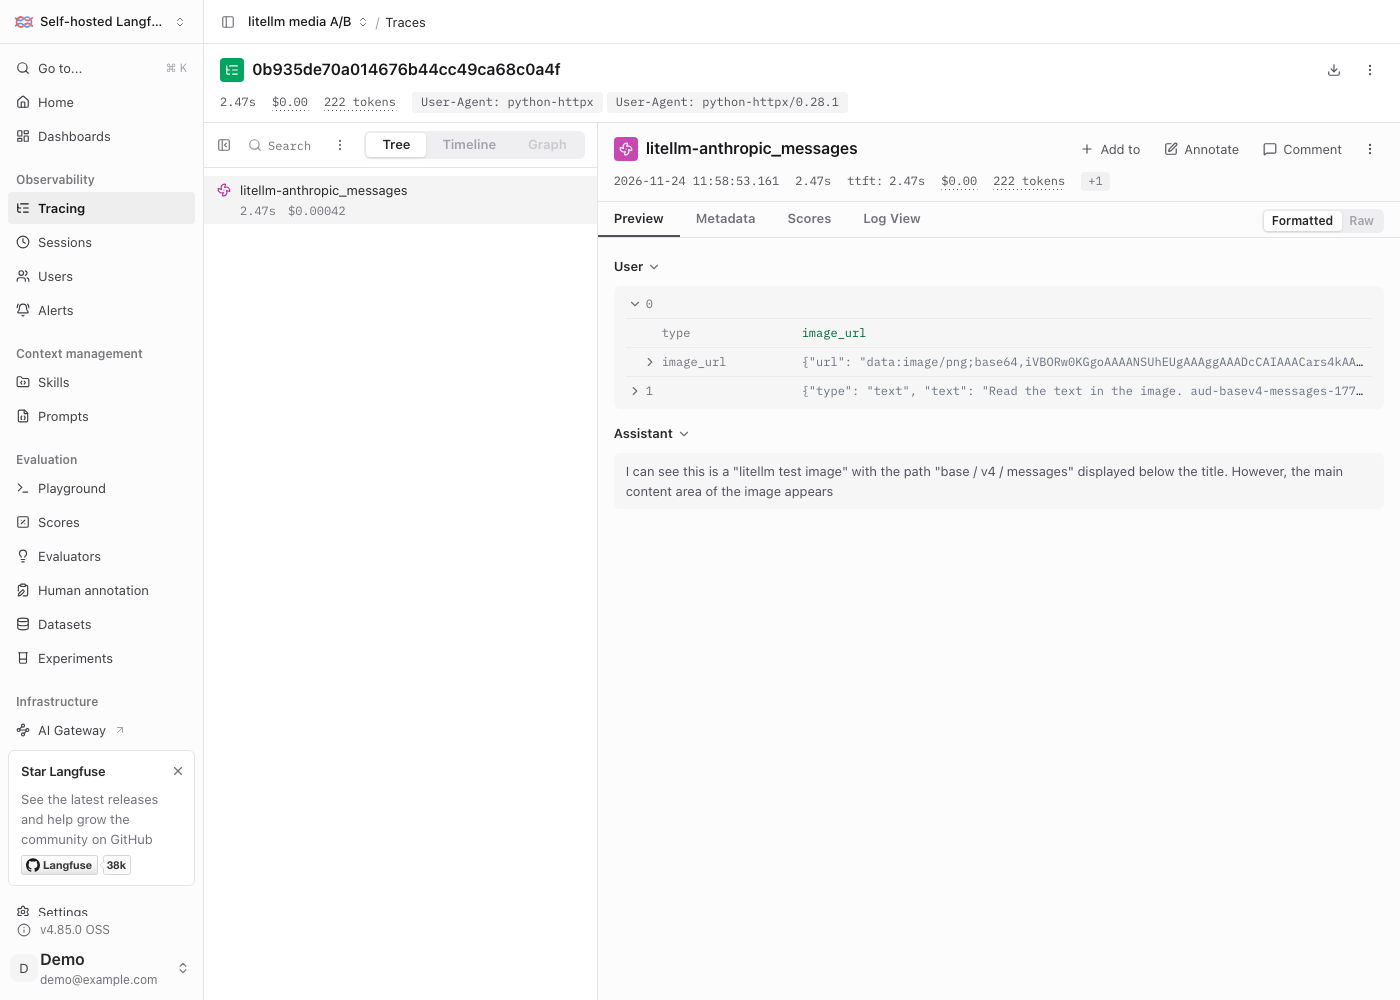 Self-hosted Langf...
litellm media A/B / Traces
Go to...
⌘ K
Home
Dashboards
Observability
Tracing
Sessions
Users
Alerts
Context management
Skills
Prompts
Evaluation
Playground
Scores
Evaluators
Human annotation
Datasets
Experiments
Infrastructure
AI Gateway
Star Langfuse
See the latest releases
and help grow the
community on GitHub
Langfuse 38k
Settings
v4.85.0 OSS
D
Demo
demo@example.com
0b935de70a014676b44cc49ca68c0a4f
2.47s $0.00 222 tokens User-Agent: python-httpx User-Agent: python-httpx/0.28.1
Search
Tree Timeline Graph
litellm-anthropic_messages
2.47s $0.00042
litellm-anthropic_messages
Add to Annotate Comment
2026-11-24 11:58:53.161 2.47s ttft: 2.47s $0.00 222 tokens +1
Preview Metadata Scores Log View
Formatted Raw
User
0
type image_url
image_url {"url": "data:image/png;base64,iVBORw0KGgoAAAANSUhEUgAAAggAAADcCAIAAACars4kAA…
1 {"type": "text", "text": "Read the text in the image. aud-basev4-messages-177…
Assistant
I can see this is a "litellm test image" with the path "base / v4 / messages" displayed below the title. However, the main
content area of the image appears